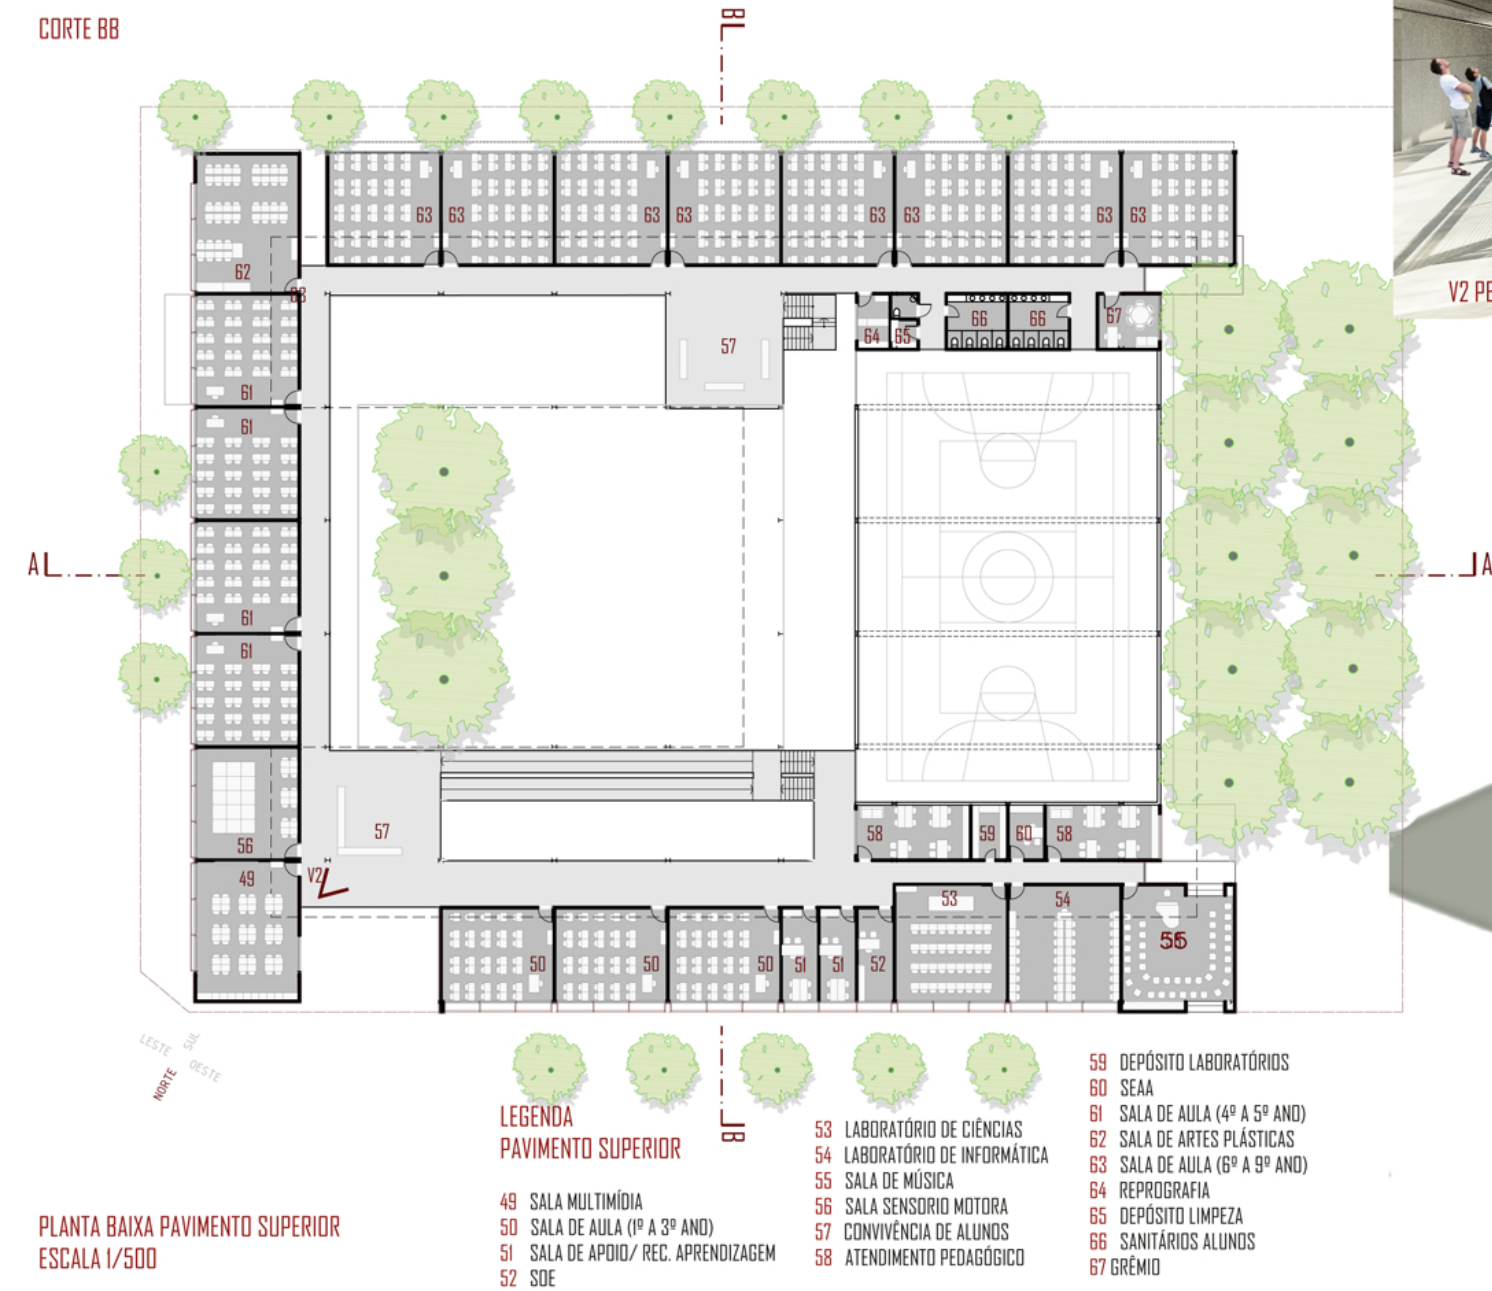 CORTE BB
B
V2 PE
63 63 63 63 63 63 63 63
62
63
61
57
64 65 66 66 67
61
A
A
61
61
57
56
58 59 60 58
49
V2
53 54 55
50 50 50 51 51 52
LESTE SUL
NORTE OESTE
B
LEGENDA
PAVIMENTO SUPERIOR
49 SALA MULTIMÍDIA
50 SALA DE AULA (1º A 3º ANO)
51 SALA DE APOIO/ REC. APRENDIZAGEM
52 SOE
53 LABORATÓRIO DE CIÊNCIAS
54 LABORATÓRIO DE INFORMÁTICA
55 SALA DE MÚSICA
56 SALA SENSORIO MOTORA
57 CONVIVÊNCIA DE ALUNOS
58 ATENDIMENTO PEDAGÓGICO
59 DEPÓSITO LABORATÓRIOS
60 SEAA
61 SALA DE AULA (4º A 5º ANO)
62 SALA DE ARTES PLÁSTICAS
63 SALA DE AULA (6º A 9º ANO)
64 REPROGRAFIA
65 DEPÓSITO LIMPEZA
66 SANITÁRIOS ALUNOS
67 GRÊMIO
PLANTA BAIXA PAVIMENTO SUPERIOR
ESCALA 1/500